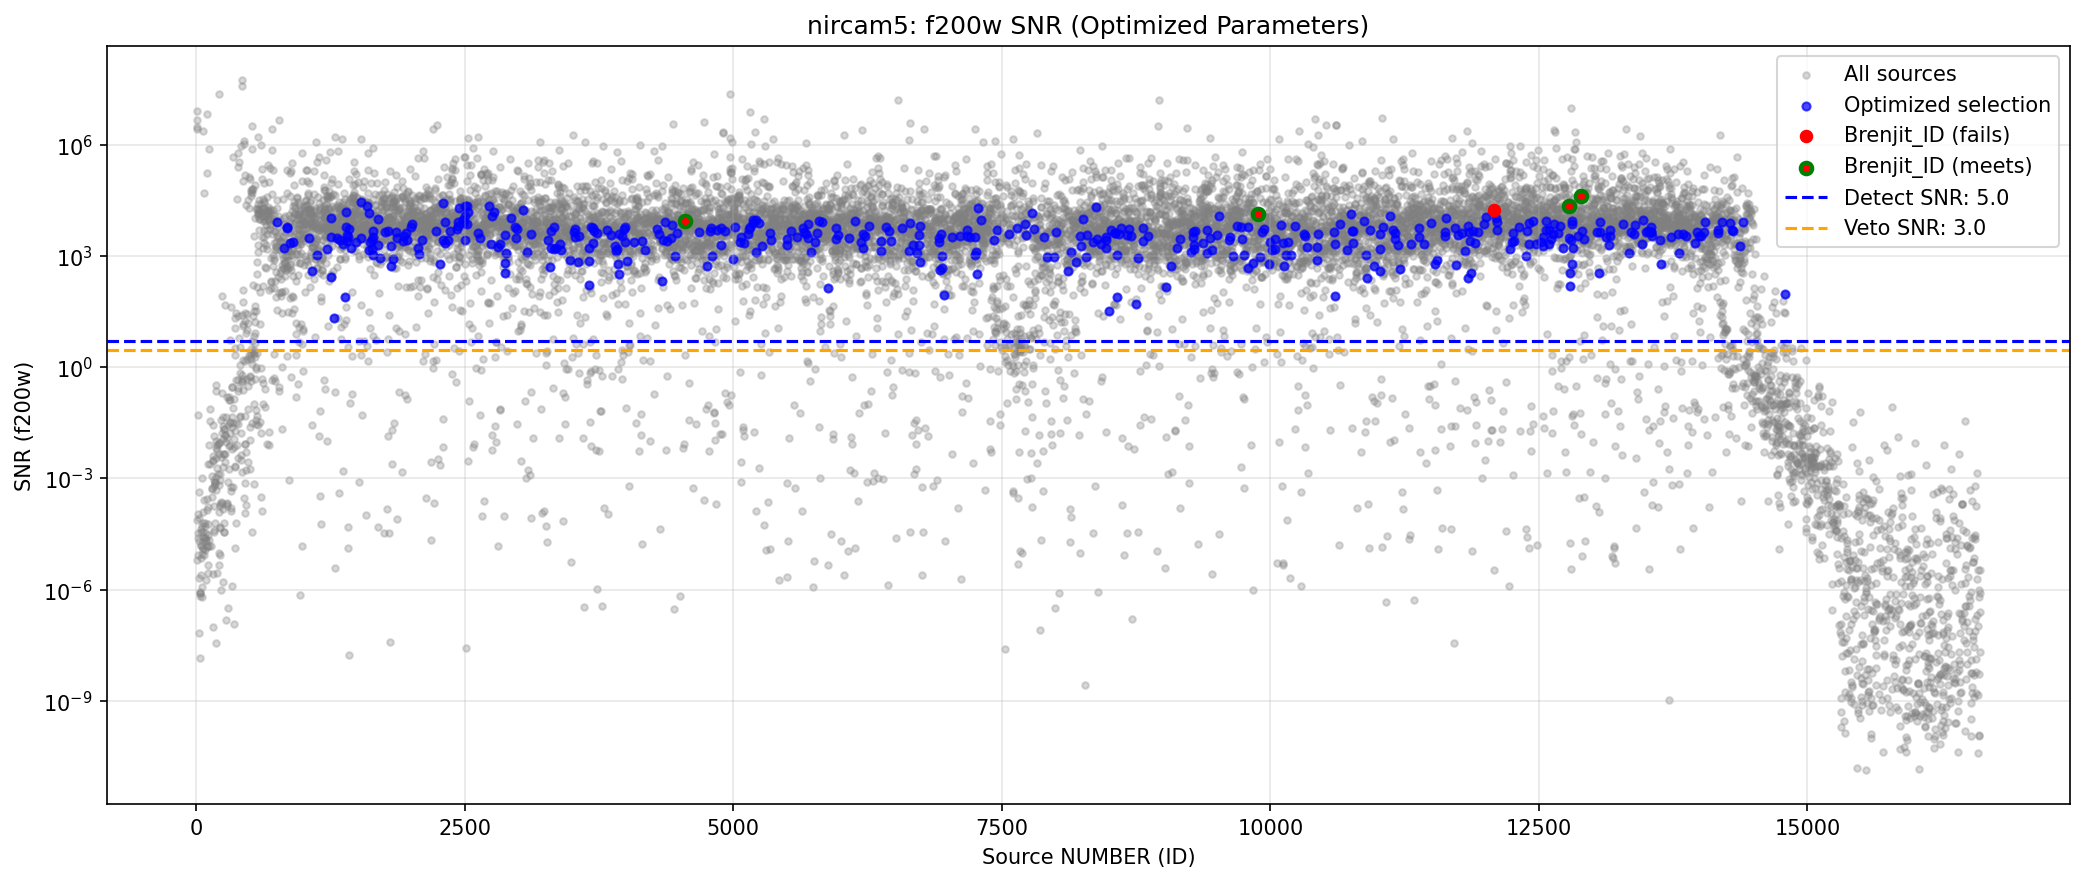 nircam5: f200w SNR (Optimized Parameters)
All sources
Optimized selection
Brenjit_ID (fails)
Brenjit_ID (meets)
Detect SNR: 5.0
Veto SNR: 3.0
SNR (f200w)
10⁶
10³
10⁰
10⁻³
10⁻⁶
10⁻⁹
0 2500 5000 7500 10000 12500 15000
Source NUMBER (ID)